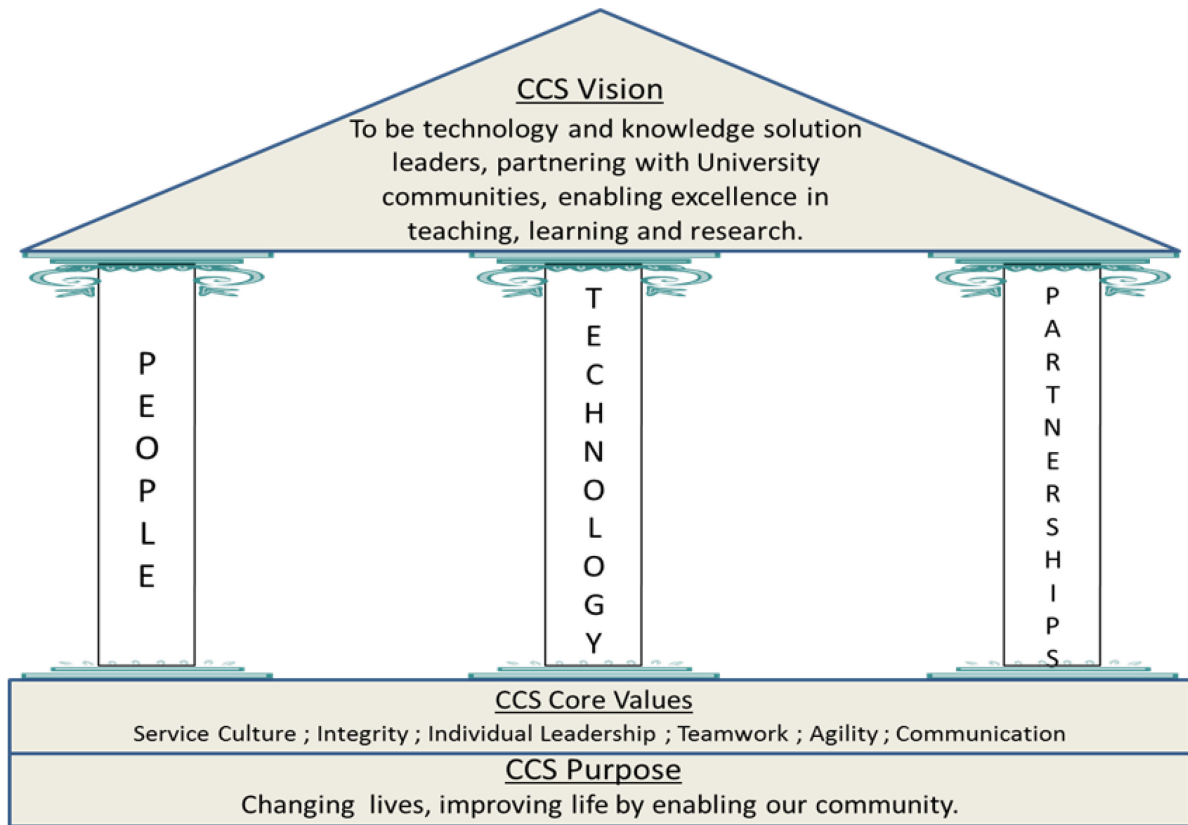 CCS Vision
To be technology and knowledge solution
leaders, partnering with University
communities, enabling excellence in
teaching, learning and research.
PEOPLE
TECHNOLOGY
PARTNERSHIPS
CCS Core Values
Service Culture ; Integrity ; Individual Leadership ; Teamwork ; Agility ; Communication
CCS Purpose
Changing lives, improving life by enabling our community.